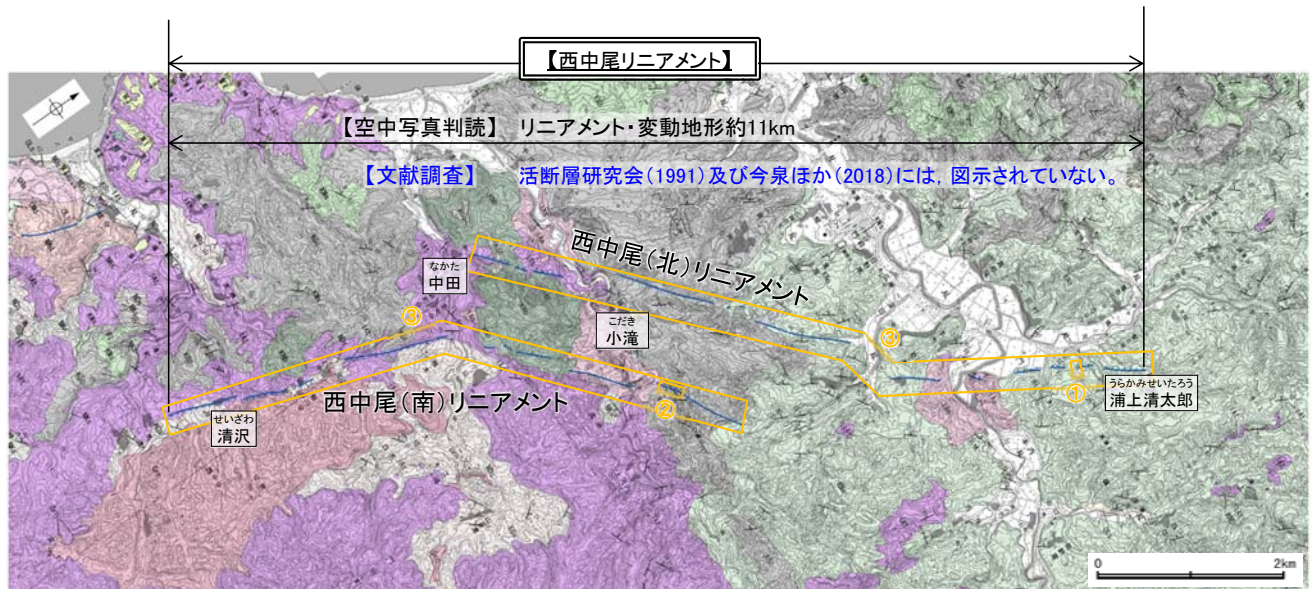 【西中尾リニアメント】
【空中写真判読】 リニアメント・変動地形約11km
【文献調査】 活断層研究会(1991)及び今泉ほか(2018)には，図示されていない。
西中尾(北)リニアメント
なかた
中田
③
こだき
小滝
③
西中尾(南)リニアメント
②
①
うらかみせいたろう
浦上清太郎
せいざわ
清沢
0 2km